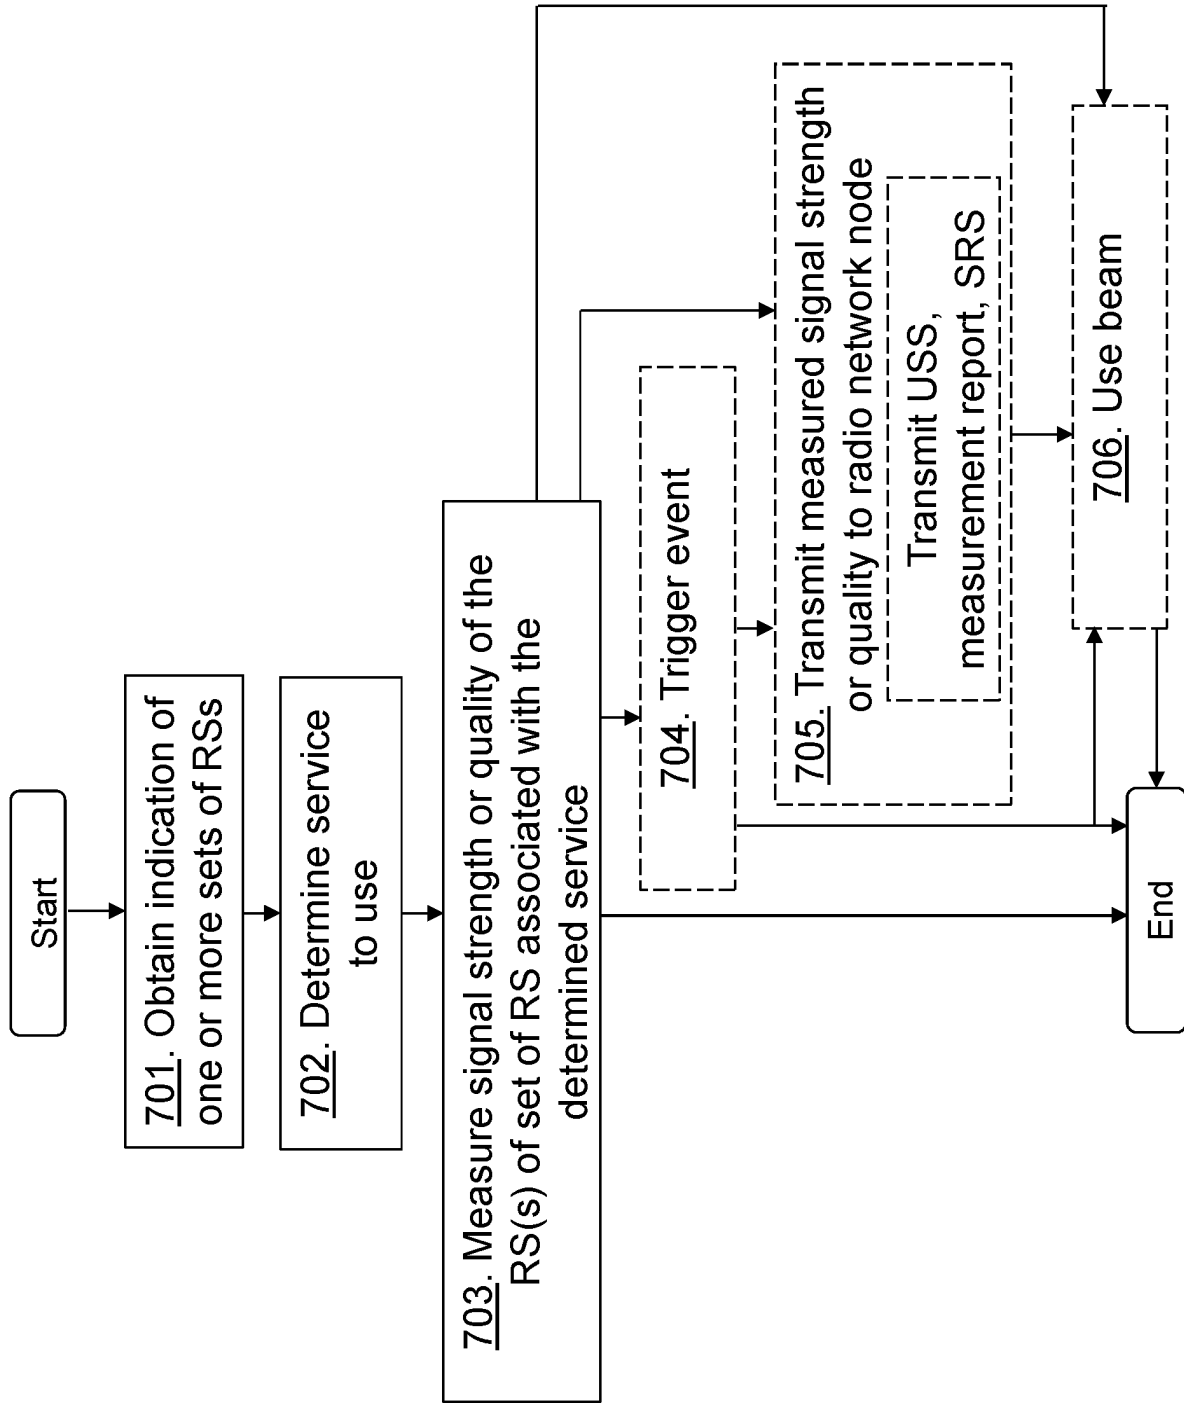 Start
701. Obtain indication of
one or more sets of RSs
702. Determine service
to use
703. Measure signal strength or quality of the
RS(s) of set of RS associated with the
determined service
704. Trigger event
705. Transmit measured signal strength
or quality to radio network node
Transmit USS,
measurement report, SRS
706. Use beam
End